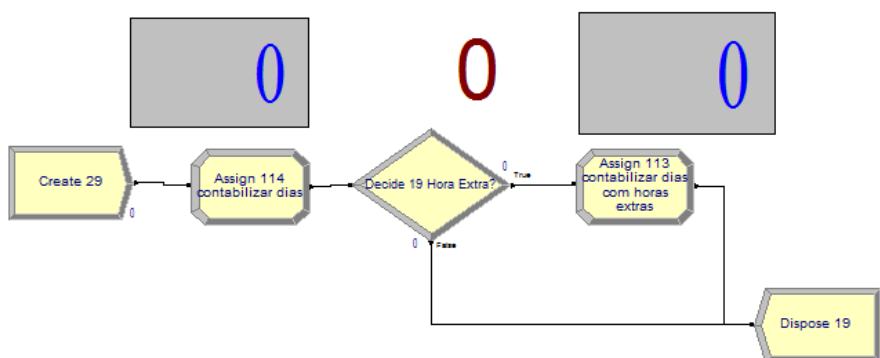 0
0
0
Create 29
0
Assign 114
contabilizar dias
Decide 19 Hora Extra?
0
True
0
False
Assign 113
contabilizar dias
com horas
extras
Dispose 19